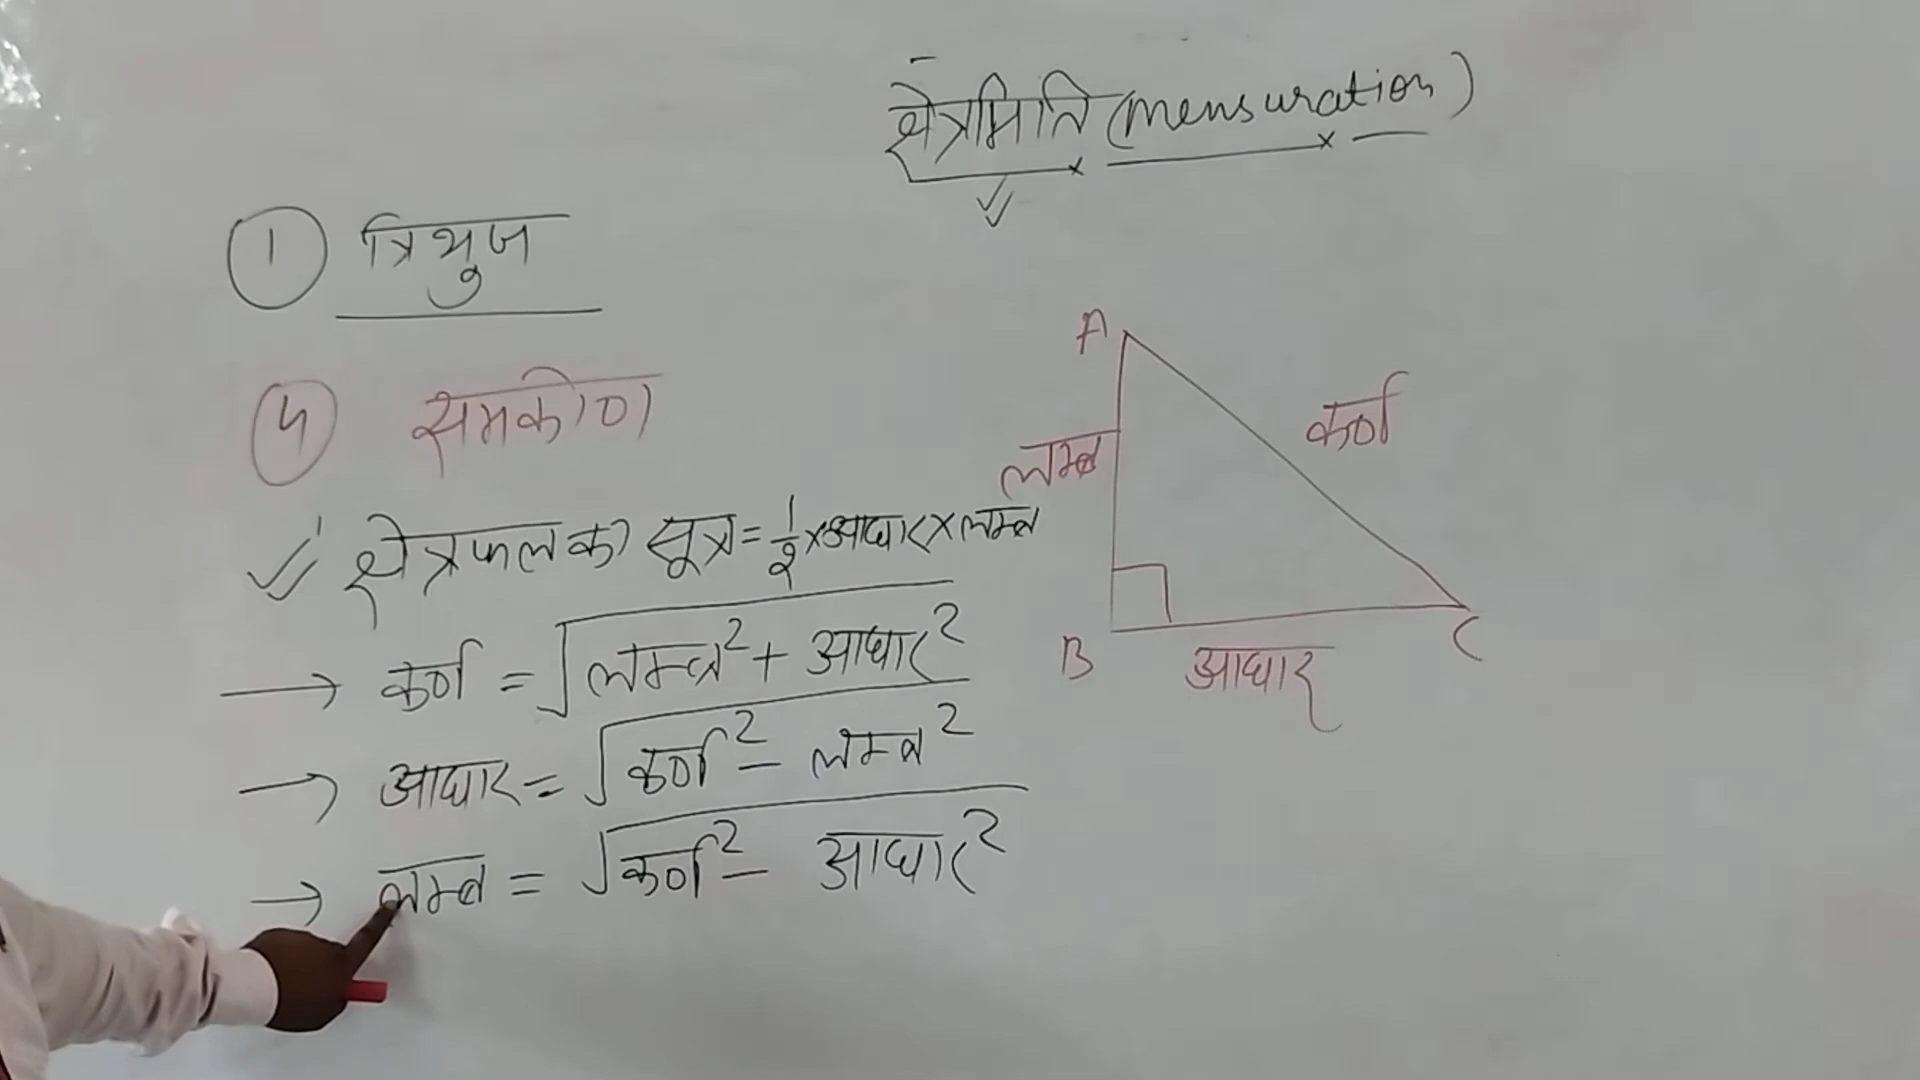 क्षेत्रमिति (mensuration)
① त्रिभुज
५ समकोण
क्षेत्रफल का सूत्र = 1/2 × आधार × लम्ब
→ कर्ण = √लम्ब² + आधार²
→ आधार = √कर्ण² - लम्ब²
→ लम्ब = √कर्ण² - आधार²
A
लम्ब
कर्ण
B
आधार
C